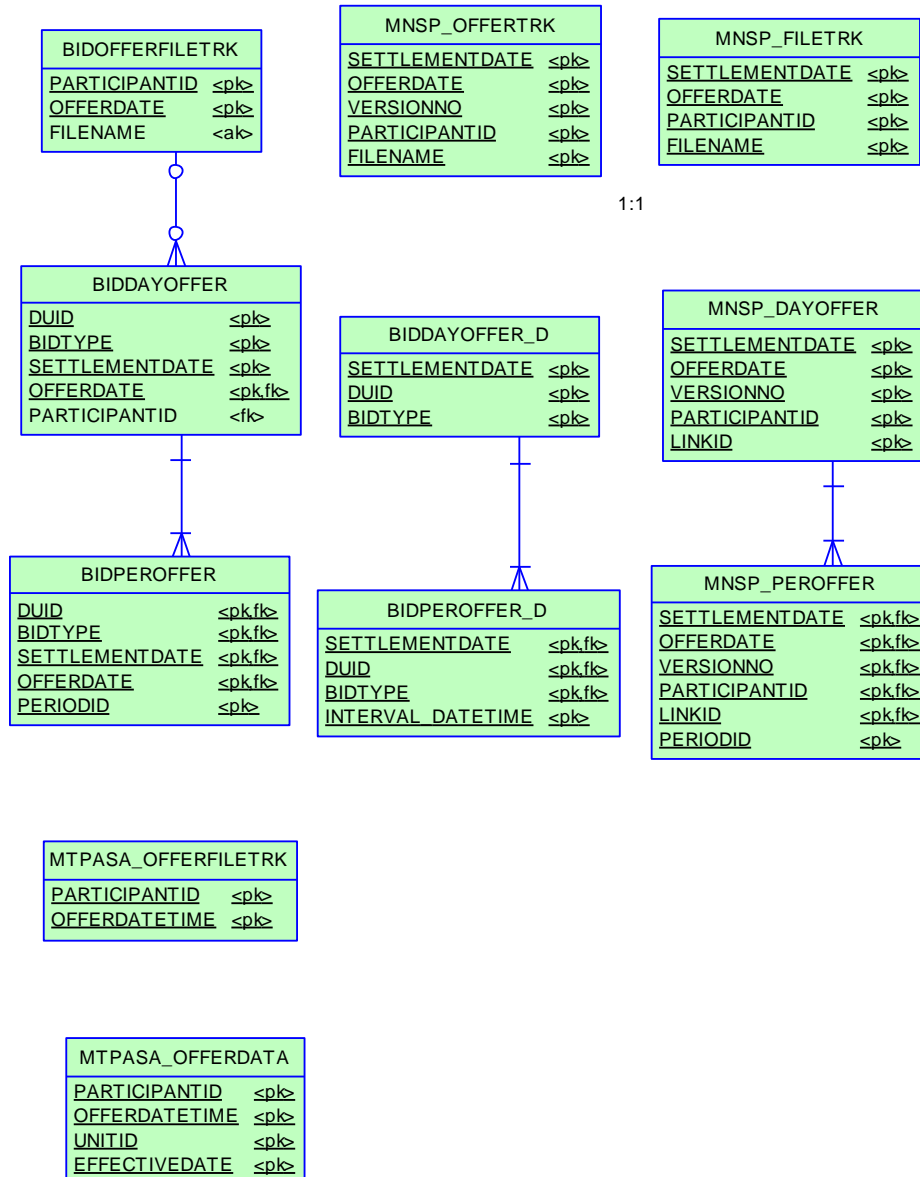 BIDOFFERFILETRK
PARTICIPANTID <pk>
OFFERDATE <pk>
FILENAME <ak>
MNSP_OFFERTRK
SETTLEMENTDATE <pk>
OFFERDATE <pk>
VERSIONNO <pk>
PARTICIPANTID <pk>
FILENAME <pk>
MNSP_FILETRK
SETTLEMENTDATE <pk>
OFFERDATE <pk>
PARTICIPANTID <pk>
FILENAME <pk>
1:1
BIDDAYOFFER
DUID <pk>
BIDTYPE <pk>
SETTLEMENTDATE <pk>
OFFERDATE <pk,fk>
PARTICIPANTID <fk>
BIDDAYOFFER_D
SETTLEMENTDATE <pk>
DUID <pk>
BIDTYPE <pk>
MNSP_DAYOFFER
SETTLEMENTDATE <pk>
OFFERDATE <pk>
VERSIONNO <pk>
PARTICIPANTID <pk>
LINKID <pk>
BIDPEROFFER
DUID <pk,fk>
BIDTYPE <pk,fk>
SETTLEMENTDATE <pk,fk>
OFFERDATE <pk,fk>
PERIODID <pk>
BIDPEROFFER_D
SETTLEMENTDATE <pk,fk>
DUID <pk,fk>
BIDTYPE <pk,fk>
INTERVAL_DATETIME <pk>
MNSP_PEROFFER
SETTLEMENTDATE <pk,fk>
OFFERDATE <pk,fk>
VERSIONNO <pk,fk>
PARTICIPANTID <pk,fk>
LINKID <pk,fk>
PERIODID <pk>
MTPASA_OFFERFILETRK
PARTICIPANTID <pk>
OFFERDATETIME <pk>
MTPASA_OFFERDATA
PARTICIPANTID <pk>
OFFERDATETIME <pk>
UNITID <pk>
EFFECTIVEDATE <pk>